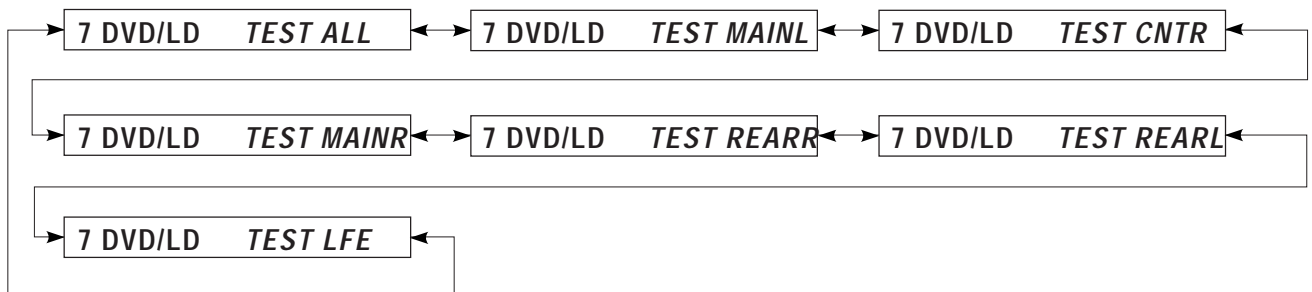 7 DVD/LD TEST ALL 7 DVD/LD TEST MAINL 7 DVD/LD TEST CNTR
7 DVD/LD TEST MAINR 7 DVD/LD TEST REARR 7 DVD/LD TEST REARL
7 DVD/LD TEST LFE